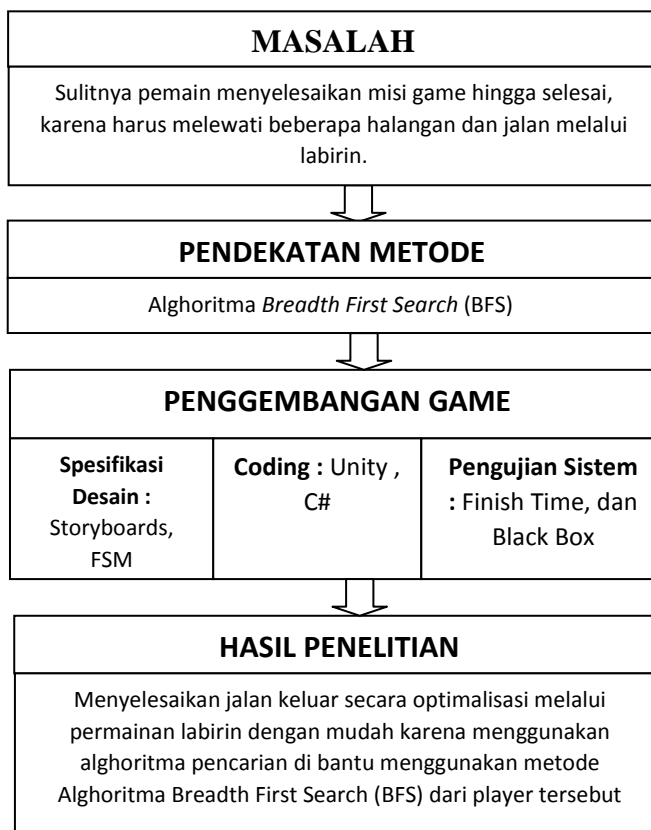 MASALAH
Sulitnya pemain menyelesaikan misi game hingga selesai,
karena harus melewati beberapa halangan dan jalan melalui
labirin.
PENDEKATAN METODE
Alghoritma Breadth First Search (BFS)
PENGGEMBANGAN GAME
Spesifikasi
Desain :
Storyboards,
FSM
Coding : Unity ,
C#
Pengujian Sistem
: Finish Time, dan
Black Box
HASIL PENELITIAN
Menyelesaikan jalan keluar secara optimalisasi melalui
permainan labirin dengan mudah karena menggunakan
alghoritma pencarian di bantu menggunakan metode
Alghoritma Breadth First Search (BFS) dari player tersebut